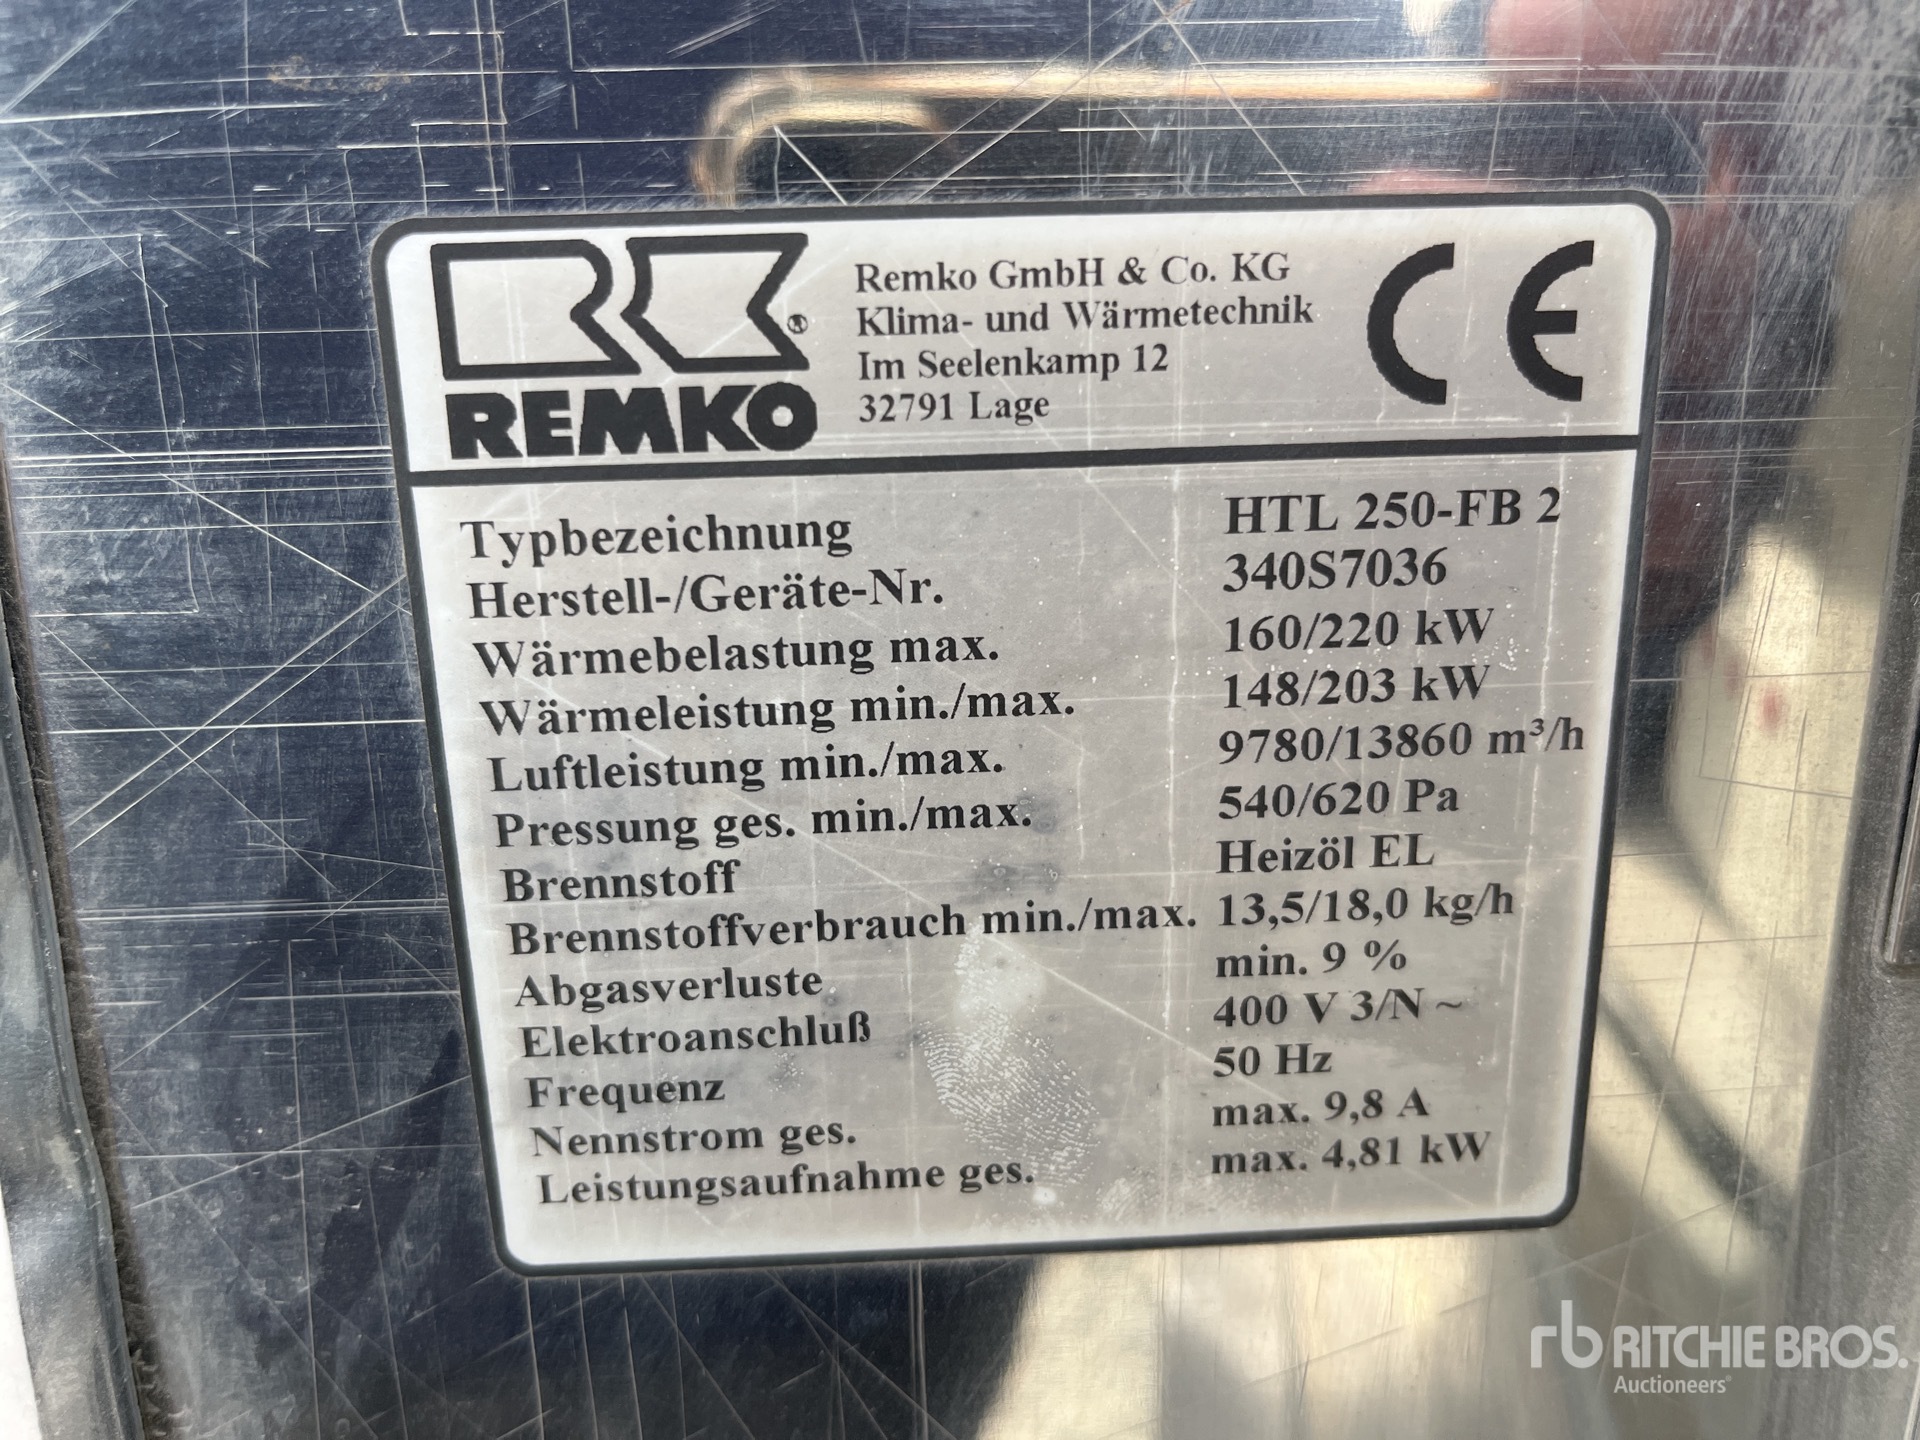 Remko GmbH & Co. KG
Klima- und Wärmetechnik
Im Seelenkamp 12
32791 Lage
CE
®
REMKO
Typbezeichnung HTL 250-FB 2
Herstell-/Geräte-Nr. 340S7036
Wärmebelastung max. 160/220 kW
Wärmeleistung min./max. 148/203 kW
Luftleistung min./max. 9780/13860 m³/h
Pressung ges. min./max. 540/620 Pa
Brennstoff Heizöl EL
Brennstoffverbrauch min./max. 13,5/18,0 kg/h
Abgasverluste min. 9 %
Elektroanschluß 400 V 3/N ~
Frequenz 50 Hz
Nennstrom ges. max. 9,8 A
Leistungsaufnahme ges. max. 4,81 kW
rb RITCHIE BROS.
Auctioneers